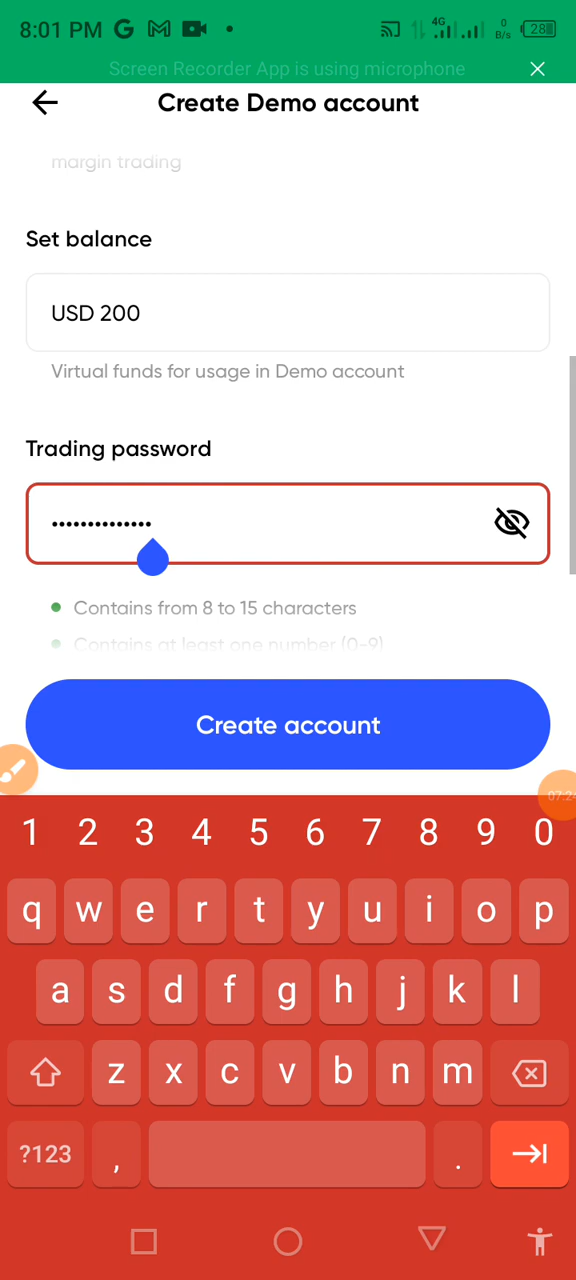 8:01 PM G 4G 0 B/s 28
Screen Recorder App is using microphone
Create Demo account
margin trading
Set balance
USD 200
Virtual funds for usage in Demo account
Trading password
••••••••••••••
Contains from 8 to 15 characters
Contains at least one number (0-9)
Create account
1 2 3 4 5 6 7 8 9 0
q w e r t y u i o p
a s d f g h j k l
z x c v b n m
?123 , .